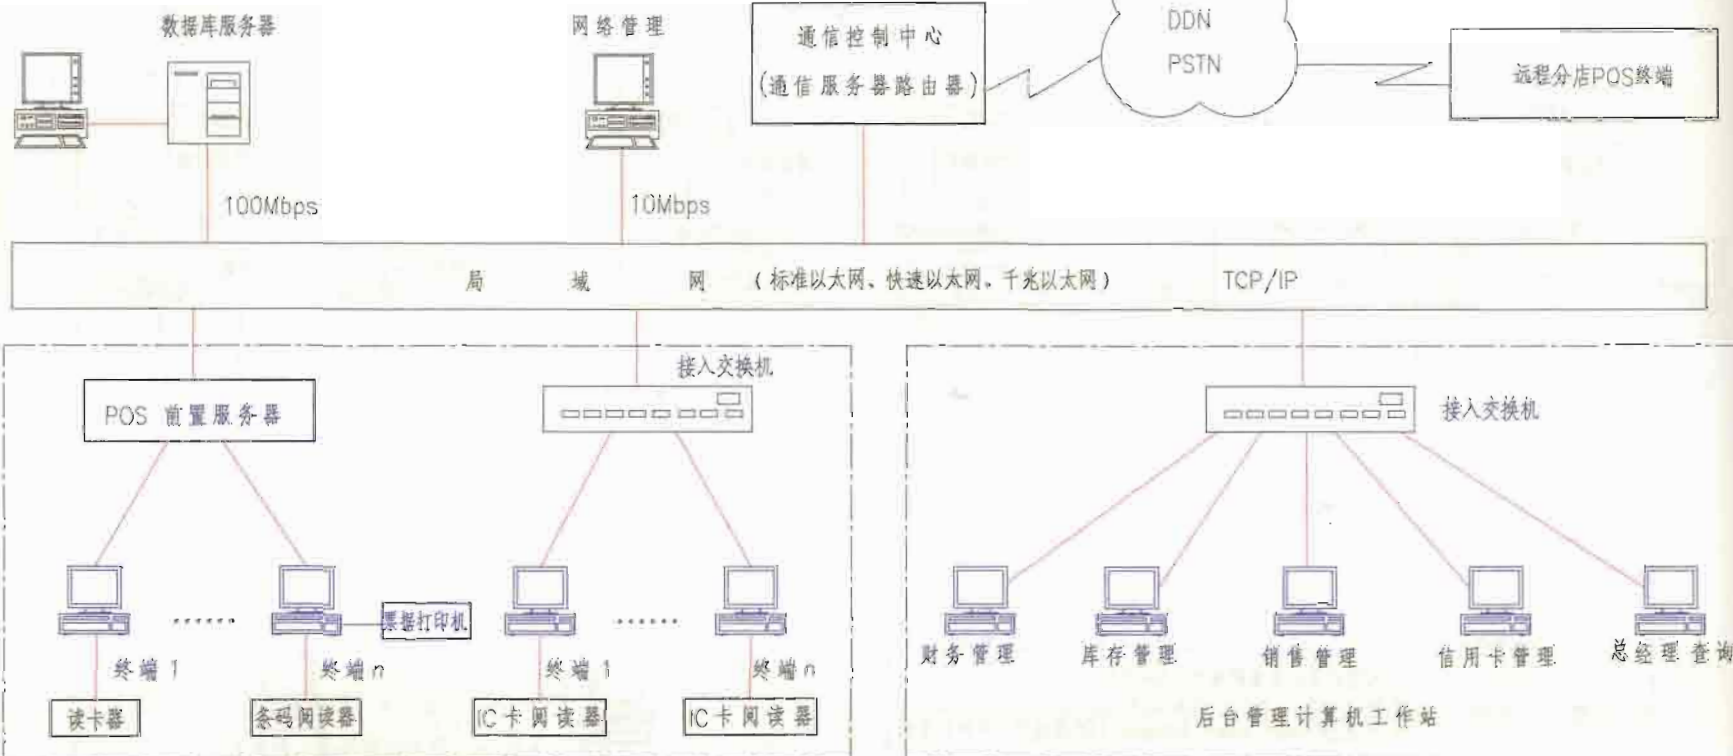 数据库服务器
网络管理
通信控制中心
(通信服务器路由器)
DDN
PSTN
远程分店POS终端
100Mbps
10Mbps
局域网 (标准以太网、快速以太网、千兆以太网) TCP/IP
接入交换机
POS 前置服务器
接入交换机
票据打印机
终端1
终端n
终端1
终端n
财务管理
库存管理
销售管理
信用卡管理
总经理查询
读卡器
条码阅读器
IC卡阅读器
IC卡阅读器
后台管理计算机工作站